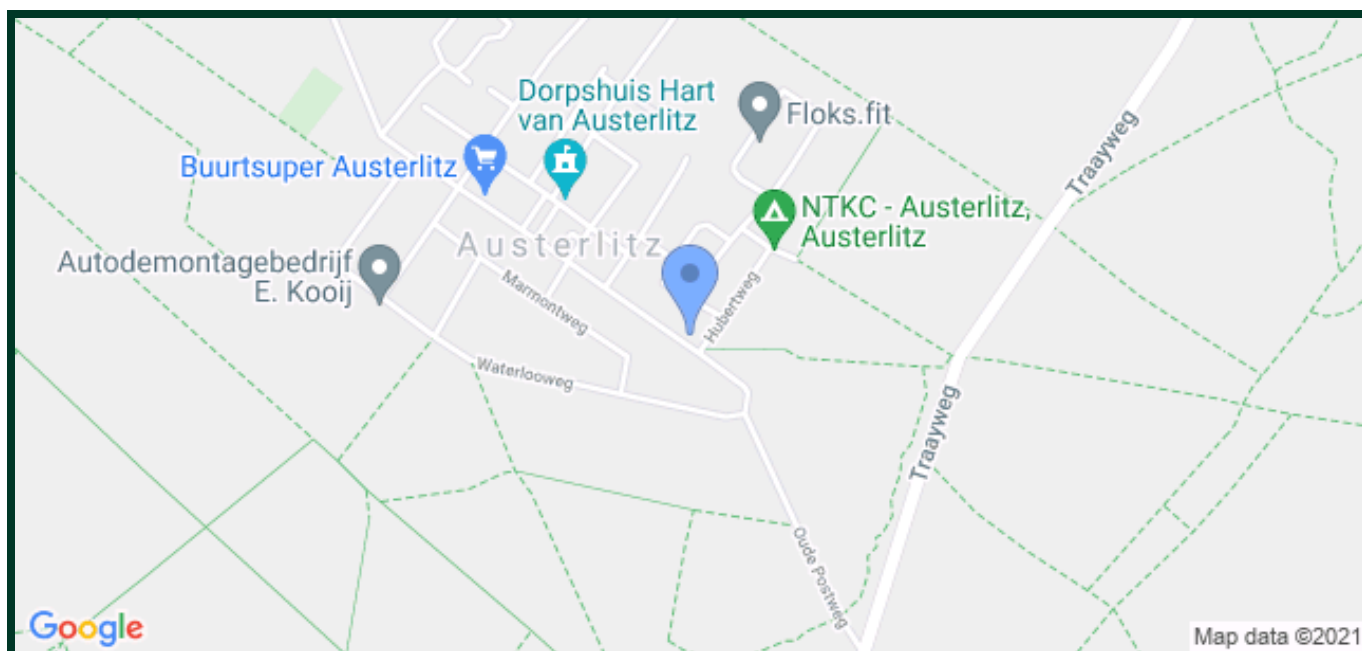 Dorpshuis Hart
van Austerlitz
Floks.fit
Traayweg
Buurtsuper Austerlitz
NTKC - Austerlitz,
Austerlitz
Austerlitz
Autodemontagebedrijf
E. Kooij
Marmontweg
Hubertweg
Waterlooweg
Traayweg
Oude Postweg
Google
Map data ©2021